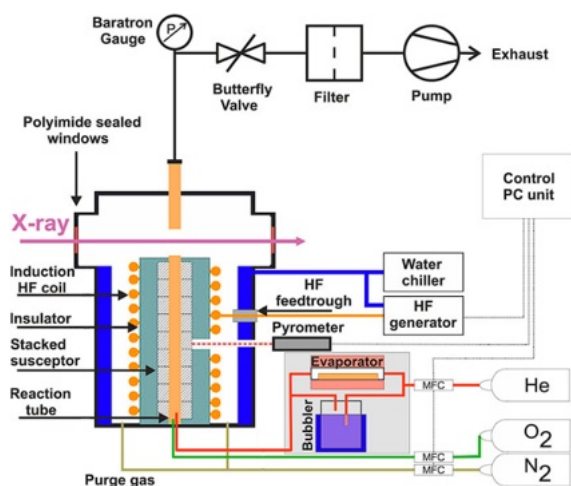 Baratron
Gauge
P
Butterfly
Valve
Filter
Pump
Exhaust
Polyimide sealed
windows
Control
PC unit
X-ray
Induction
HF coil
Insulator
Stacked
susceptor
Reaction
tube
Water
chiller
HF
feedtrough
HF
generator
Pyrometer
Evaporator
Bubbler
MFC
He
MFC
O2
MFC
N2
Purge gas